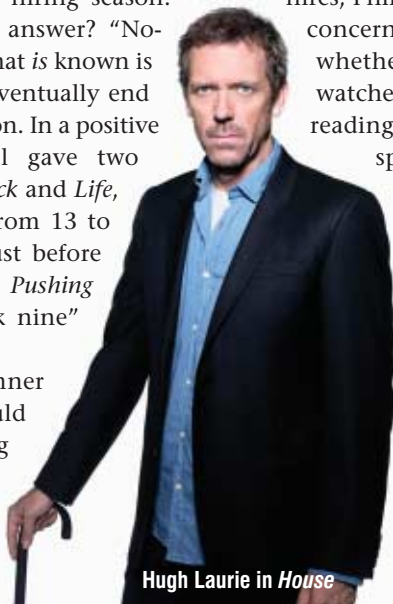 season.
answer? “No-
hat is known is
ventually end
on. In a positive
l gave two
ck and Life,
rom 13 to
ust before
Pushing
k nine”
nner
uld
g
concern
whethe
watche
reading
sp
Hugh Laurie in House